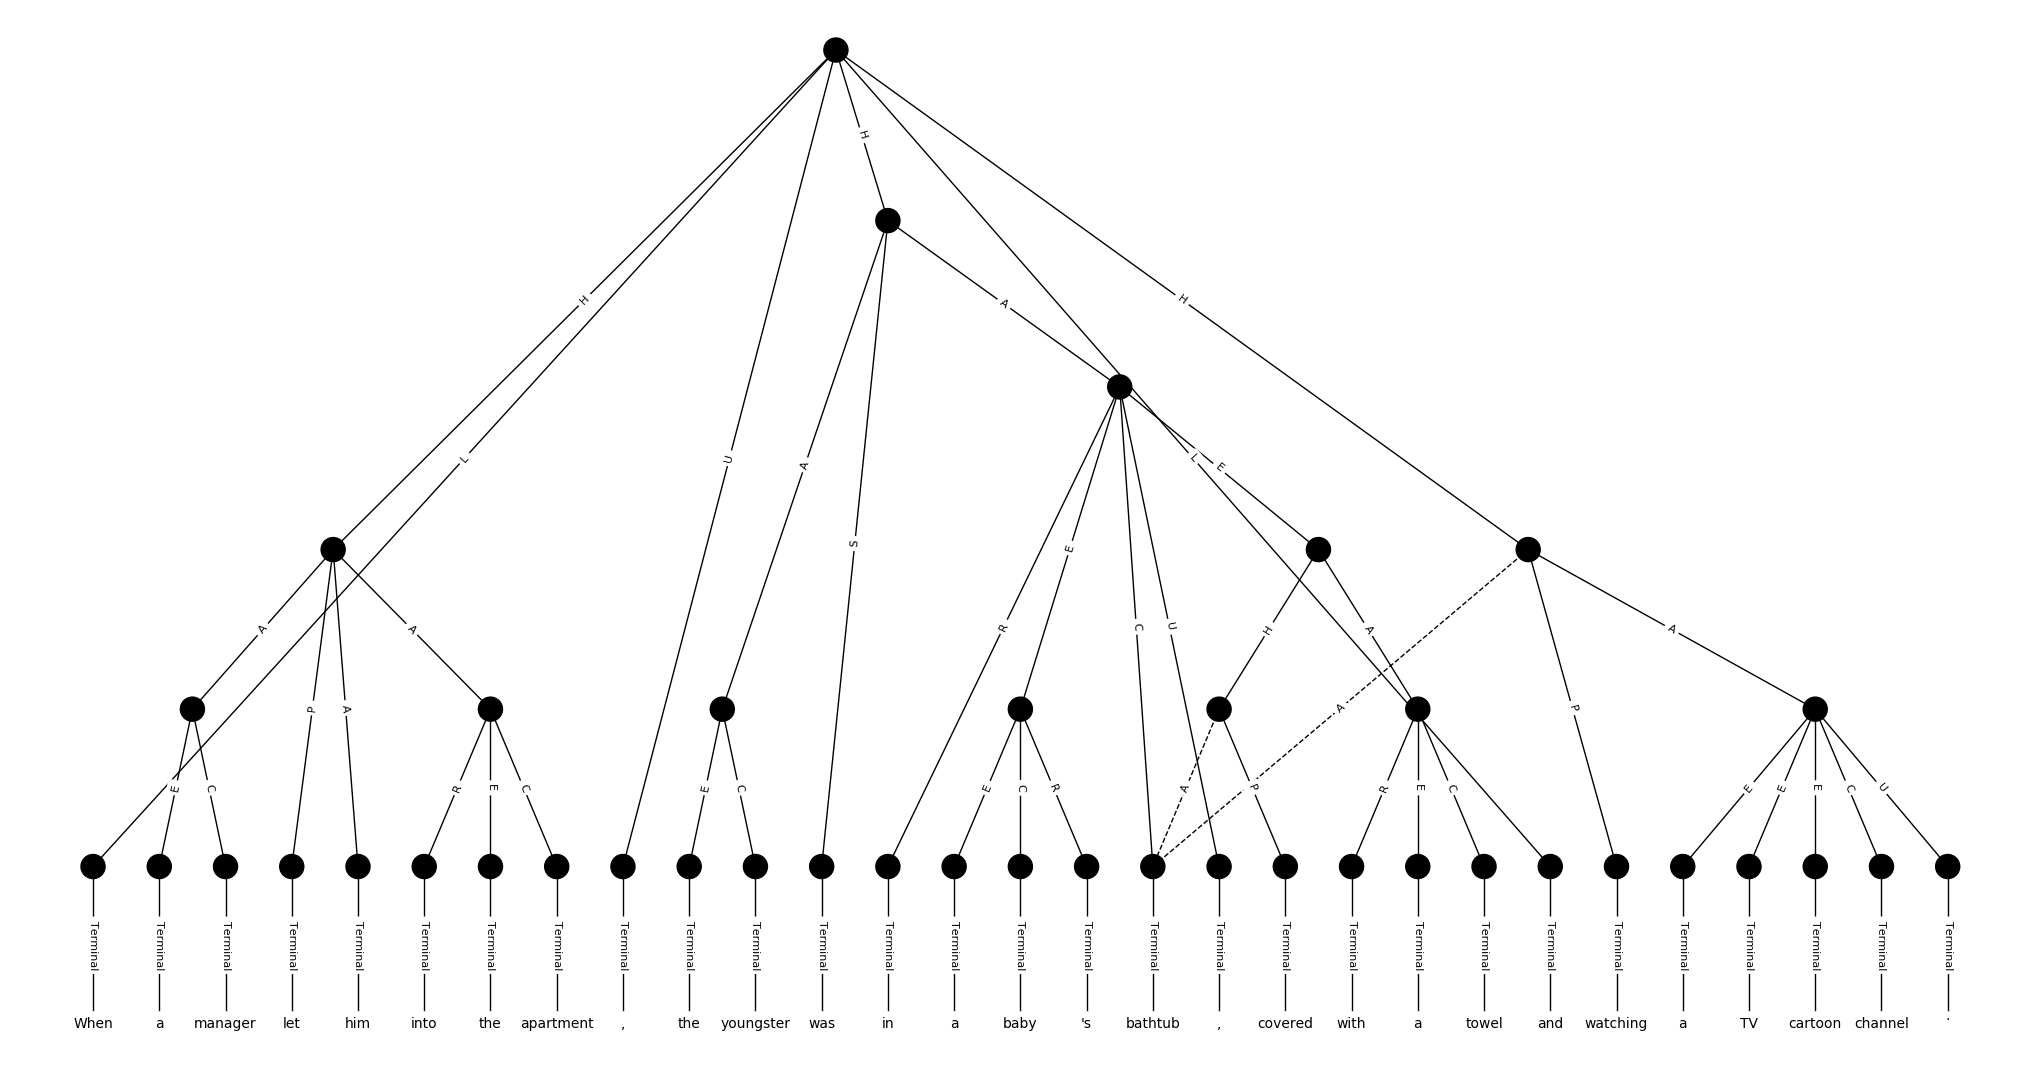 H
H
A
H
H
L
U
A
L
E
S
E
R
C
U
H
A
A
A
A
P
A
A
P
E
C
R
E
C
E
C
E
C
R
A
P
R
E
C
E
E
E
C
U
Terminal Terminal Terminal Terminal Terminal Terminal Terminal Terminal Terminal Terminal Terminal Terminal Terminal Terminal Terminal Terminal Terminal Terminal Terminal Terminal Terminal Terminal Terminal Terminal Terminal Terminal Terminal Terminal Terminal
When a manager let him into the apartment , the youngster was in a baby 's bathtub , covered with a towel and watching a TV cartoon channel .